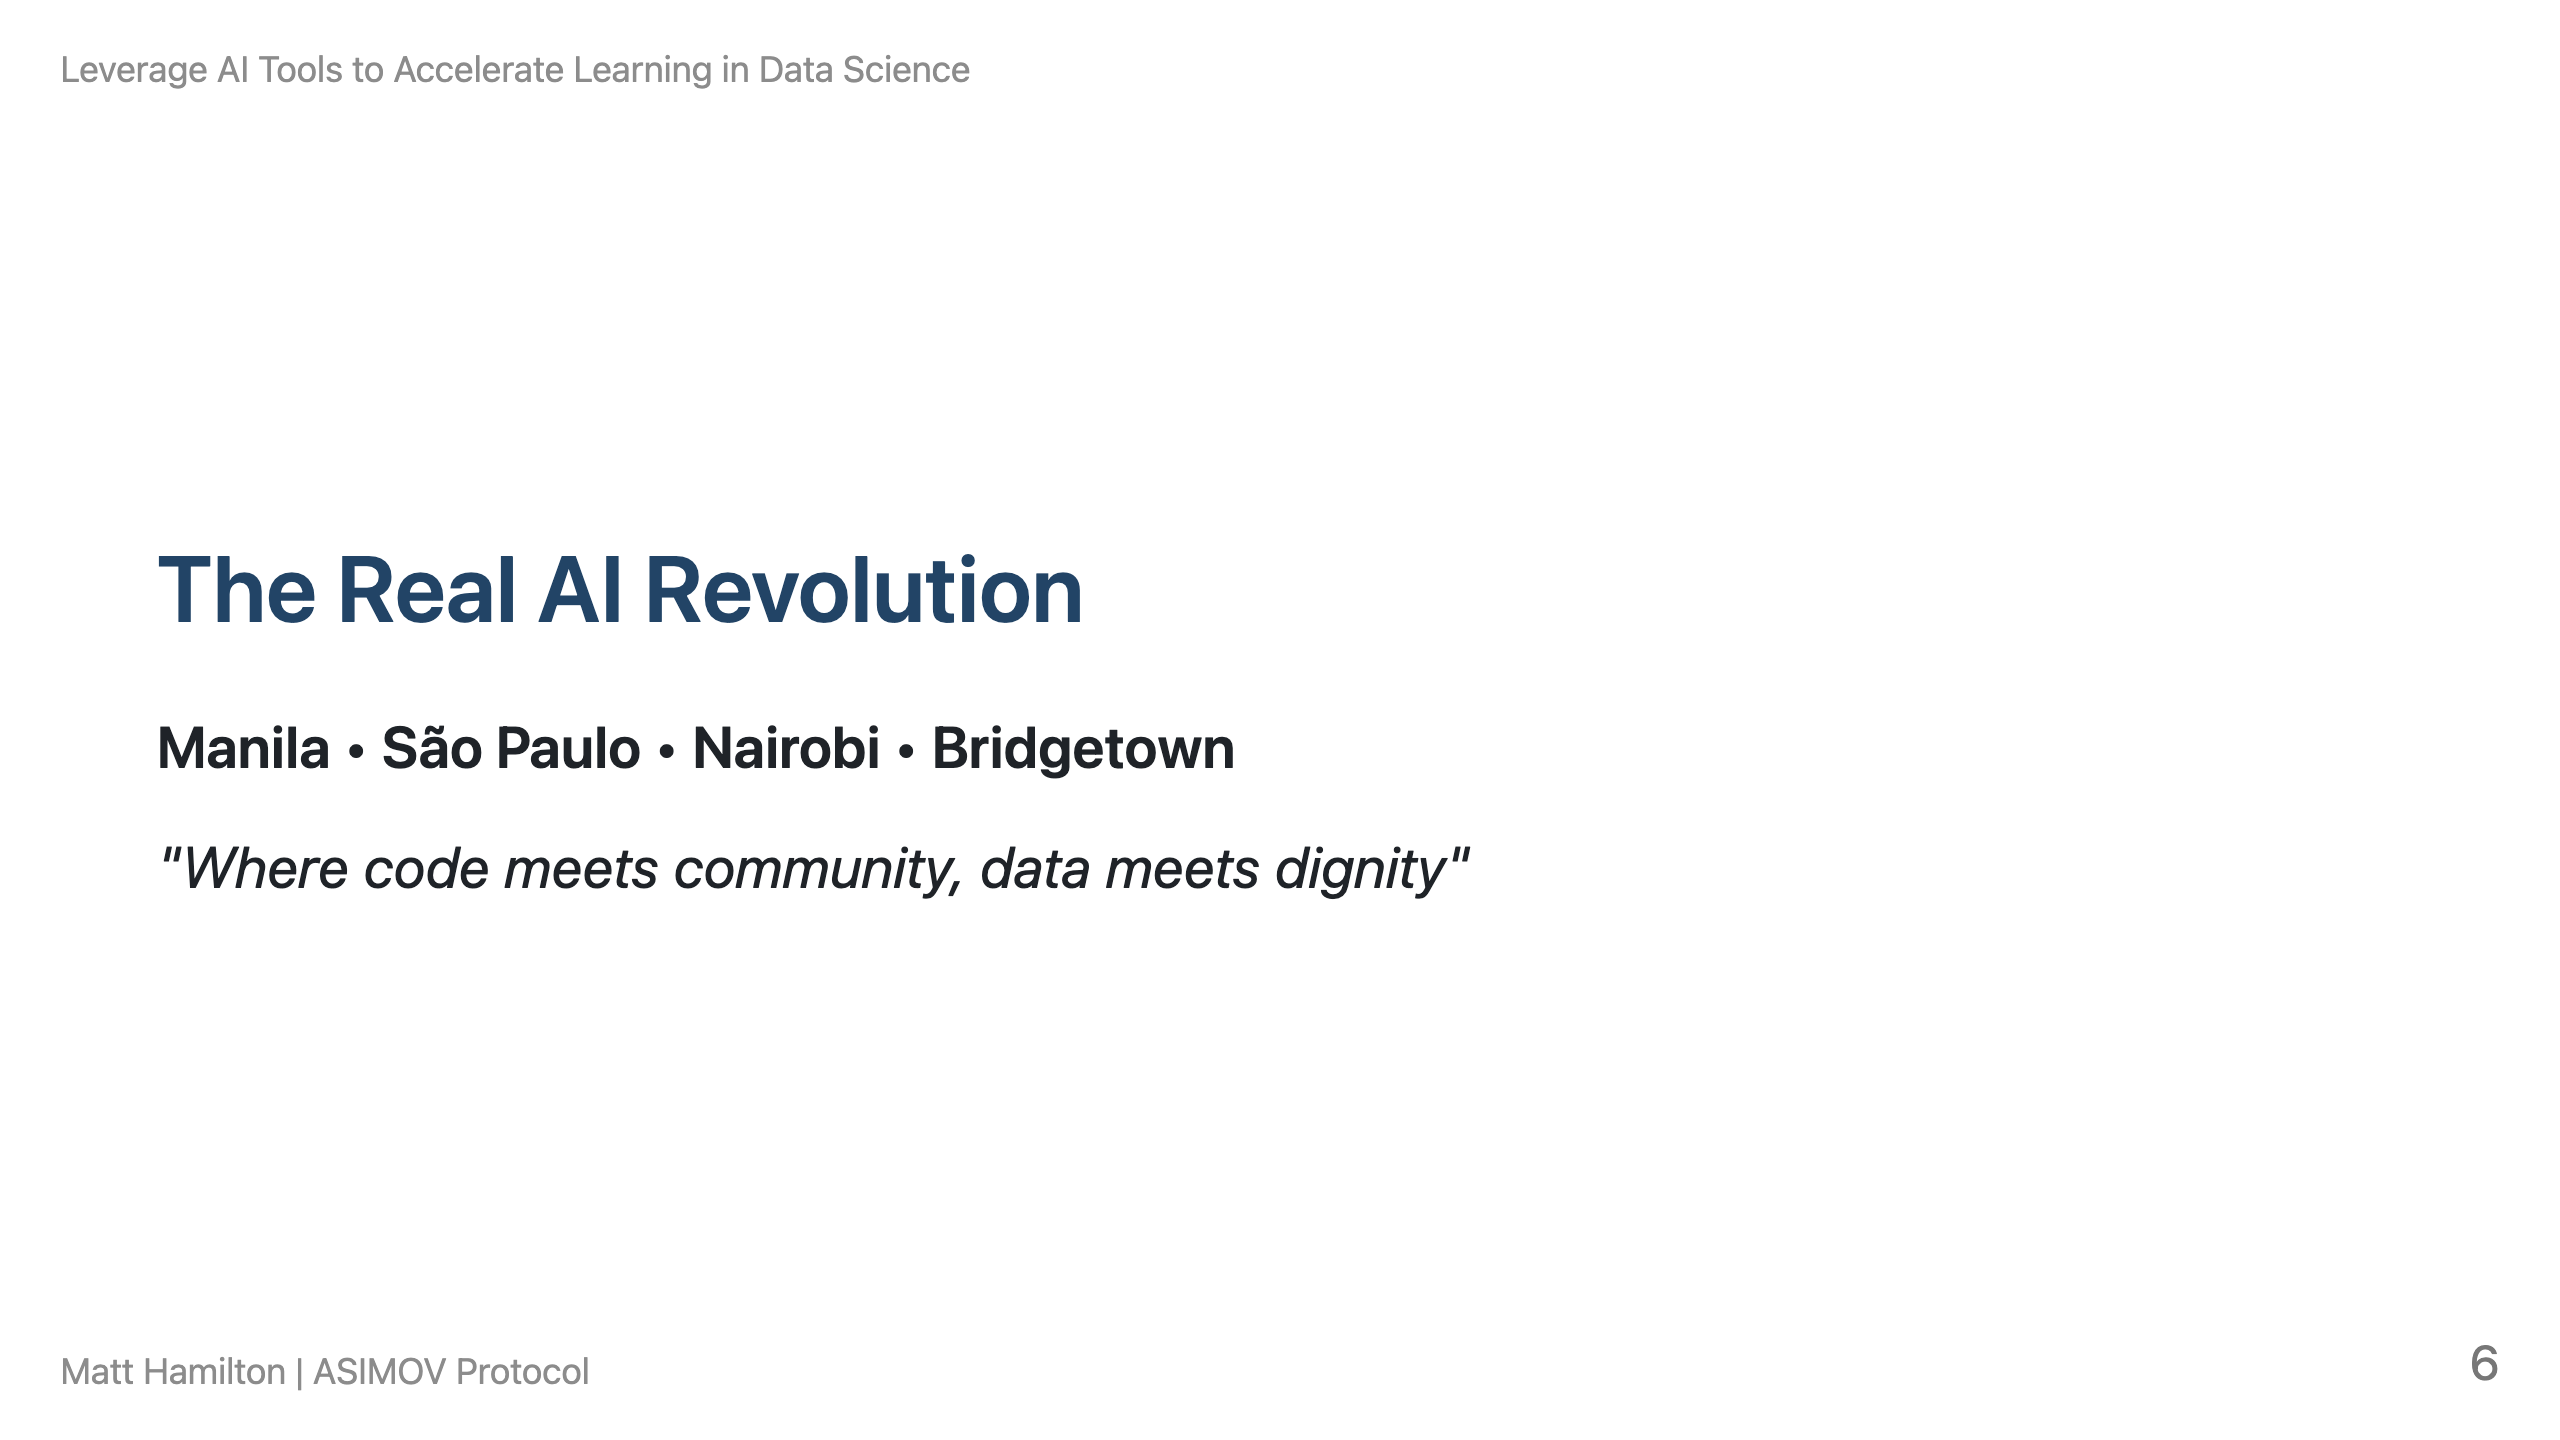 Leverage AI Tools to Accelerate Learning in Data Science
The Real AI Revolution
Manila • São Paulo • Nairobi • Bridgetown
"Where code meets community, data meets dignity"
Matt Hamilton | ASIMOV Protocol
6